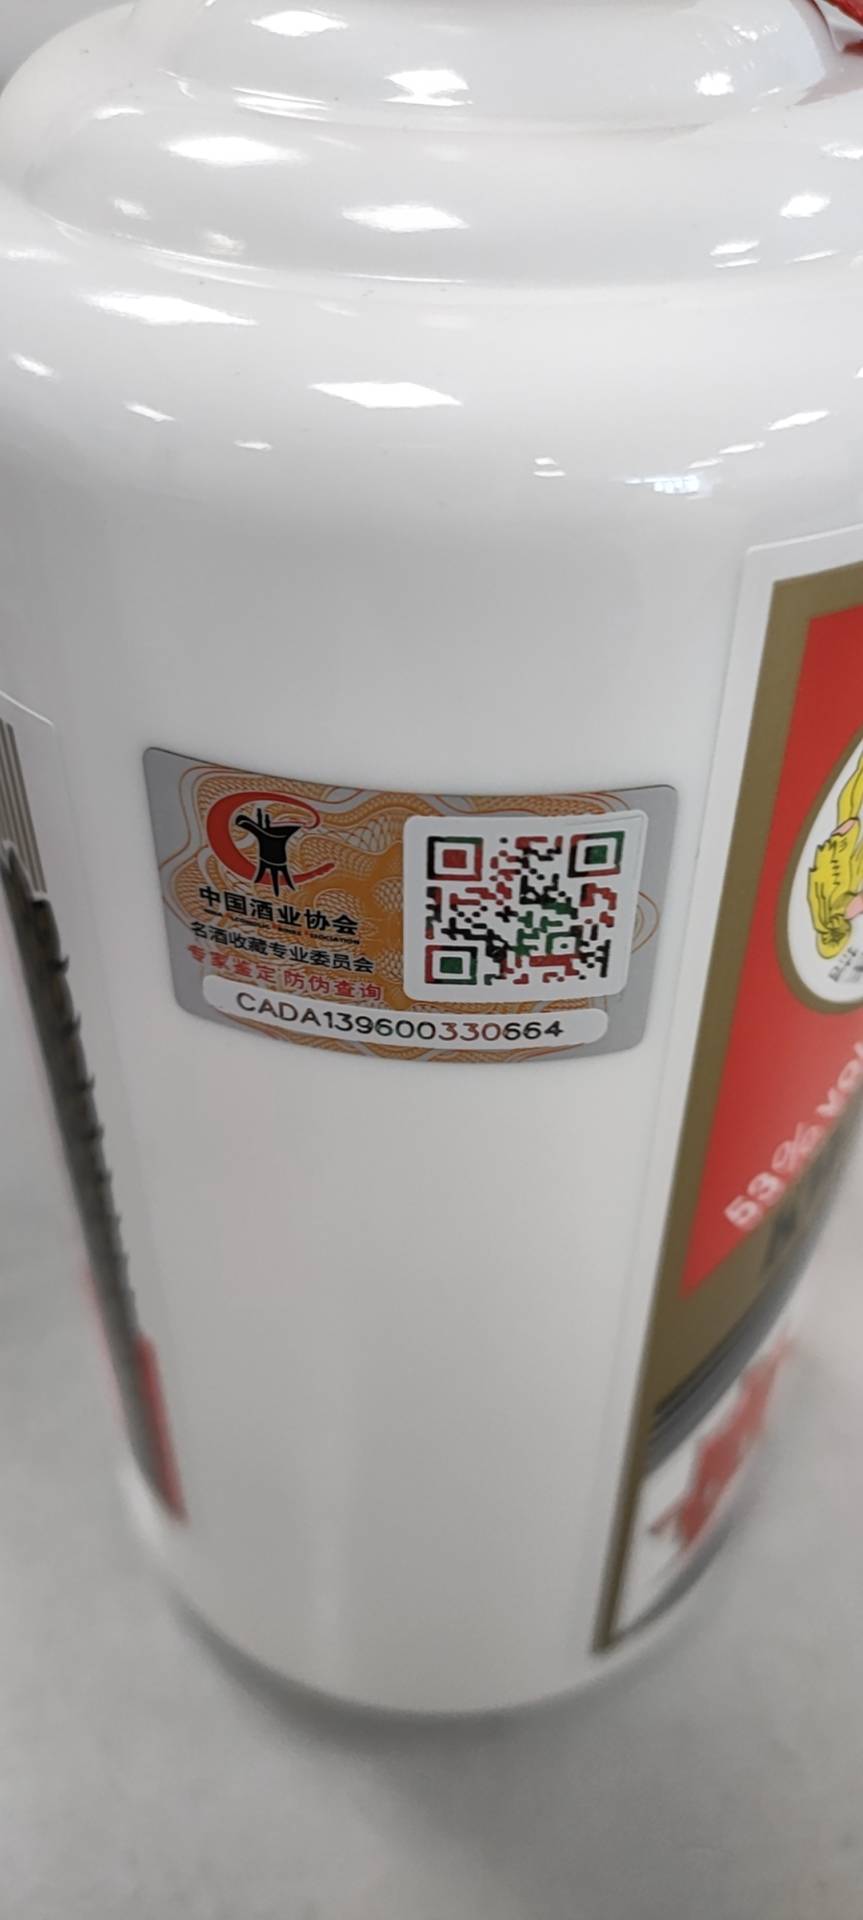 中国酒业协会
名酒收藏专业委员会
专家鉴定 防伪查询
CADA139600330664
53%